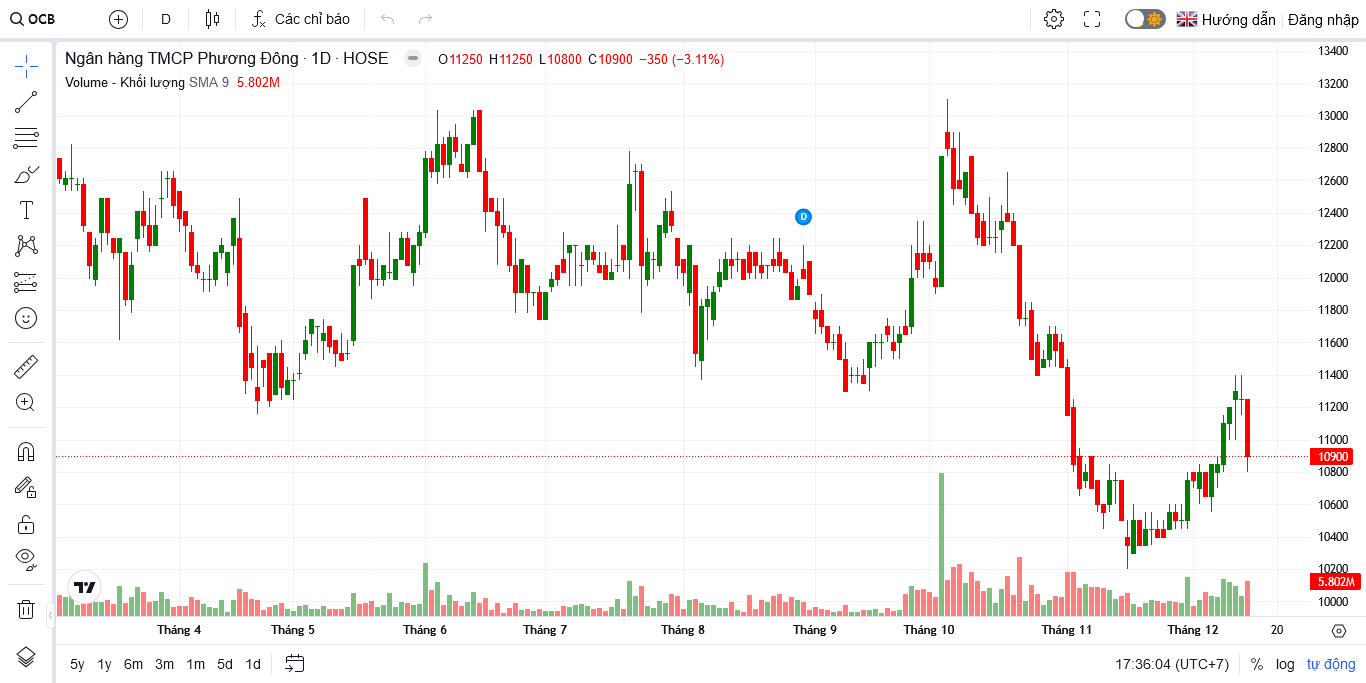 OCB D Các chỉ báo Hướng dẫn Đăng nhập
Ngân hàng TMCP Phương Đông · 1D · HOSE O11250 H11250 L10800 C10900 −350 (−3.11%)
Volume - Khối lượng SMA 9 5.802M
D
13400
13200
13000
12800
12600
12400
12200
12000
11800
11600
11400
11200
11000
10900
10800
10600
10400
10200
5.802M
10000
Tháng 4 Tháng 5 Tháng 6 Tháng 7 Tháng 8 Tháng 9 Tháng 10 Tháng 11 Tháng 12 20
5y 1y 6m 3m 1m 5d 1d 17:36:04 (UTC+7) % log tự động